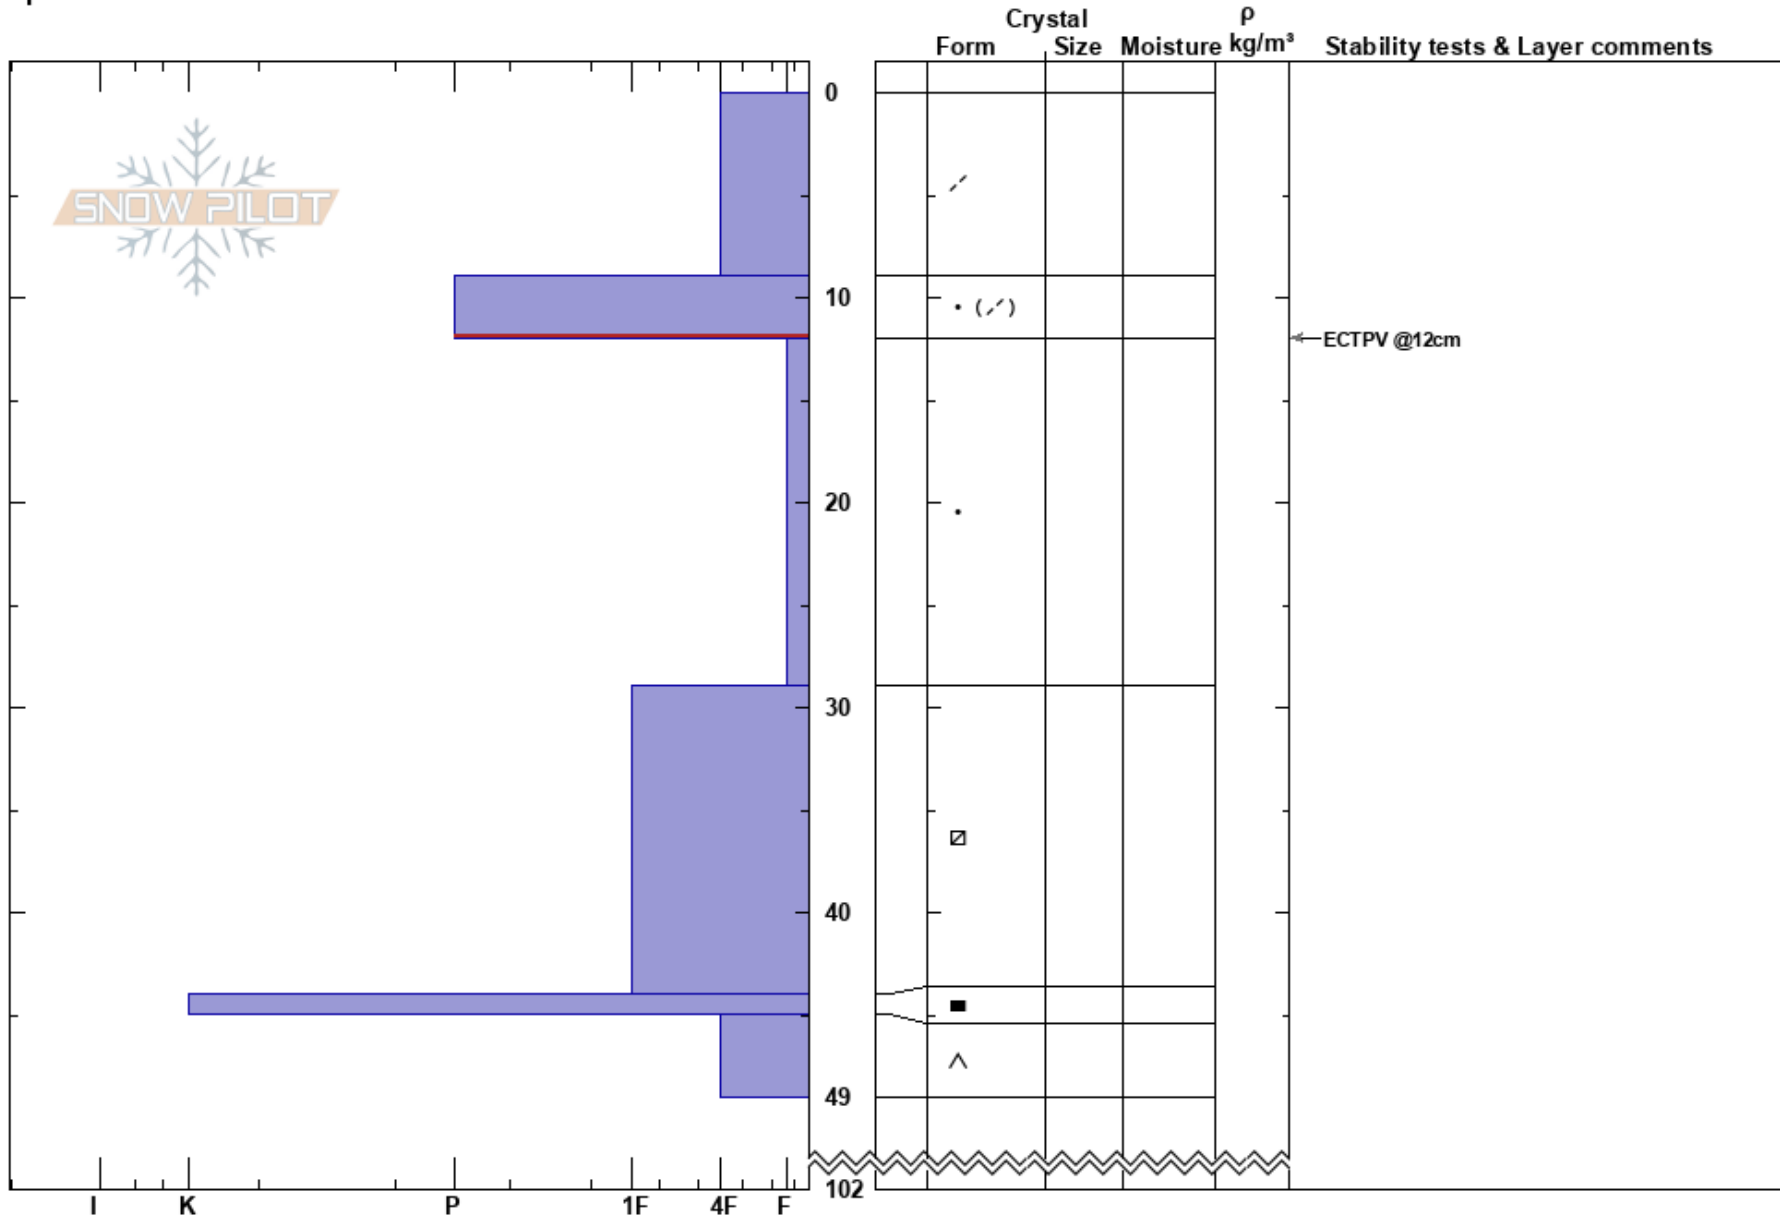 Crystal
ρ
Form Size Moisture kg/m³ Stability tests & Layer comments
0
SNOW PILOT
10
ECTPV @12cm
20
30
40
49
102
I K P 1F 4F F